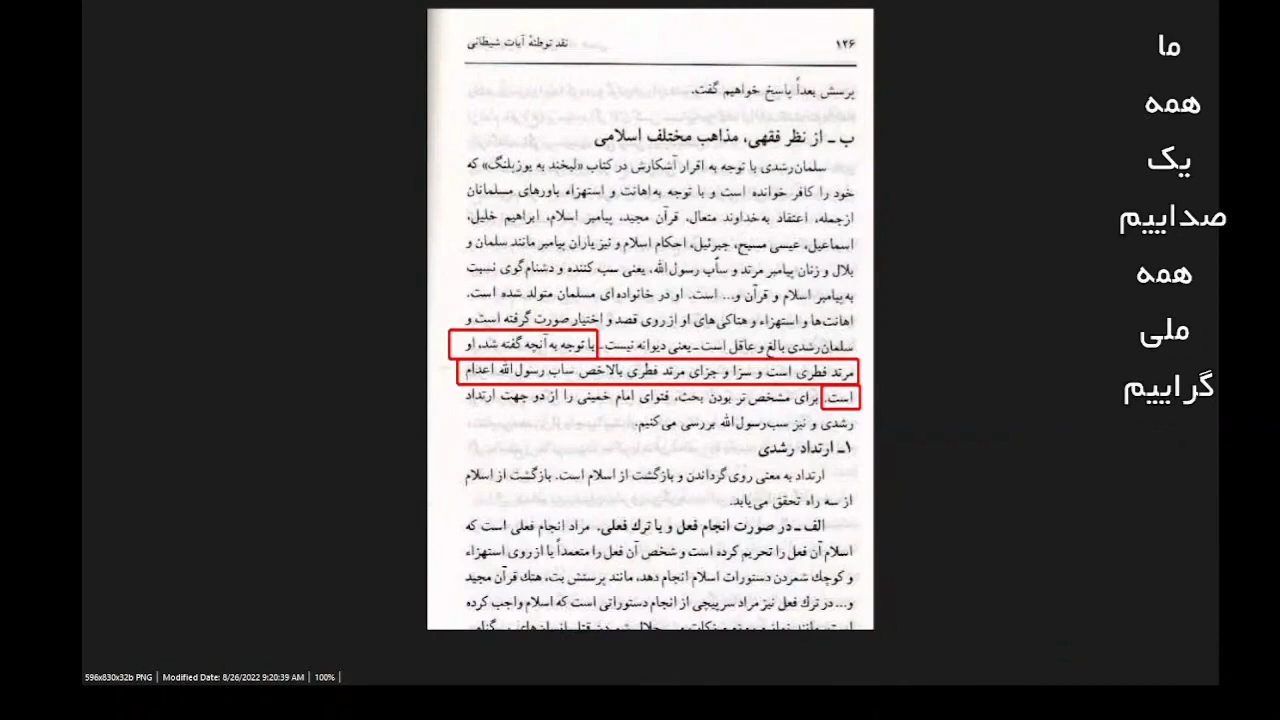 ۱۲۶
نقد توطئهٔ آیات شیطانی
پرسش بعداً پاسخ خواهیم گفت.
ب ـ از نظر فقهی، مذاهب مختلف اسلامی
سلمان‌رشدی با توجه به اقرار آشکارش در کتاب «لبخند به یوزپلنگ» که
خود را کافر خوانده است و با توجه به‌اهانت و استهزاء باورهای مسلمانان
ازجمله، اعتقاد به‌خداوند متعال، قرآن مجید، پیامبر اسلام، ابراهیم خلیل،
اسماعیل، عیسی مسیح، جبرئیل، احکام اسلام و نیز یاران پیامبر مانند سلمان و
بلال و زنان پیامبر مرتد و سابّ رسول‌الله، یعنی سب کننده و دشنام‌گوی نسبت
به‌پیامبر اسلام و قرآن و... است. او در خانواده‌ای مسلمان متولد شده است.
اهانت‌ها و استهزاء و هتاکی‌های او از روی قصد و اختیار صورت گرفته است و
سلمان‌رشدی بالغ و عاقل است ـ یعنی دیوانه نیست. ـ با توجه به آنچه گفته شد، او
مرتد فطری است و سزا و جزای مرتد فطری بالاخص ساب رسول‌الله اعدام
است. برای مشخص‌تر بودن بحث، فتوای امام خمینی را از دو جهت ارتداد
رشدی و نیز سب‌رسول‌الله بررسی می‌کنیم.
۱ـ ارتداد رشدی
ارتداد به معنی روی گرداندن و بازگشت از اسلام است. بازگشت از اسلام
از سه راه تحقق می‌یابد.
الف ـ در صورت انجام فعل و یا ترك فعلی. مراد انجام فعلی است که
اسلام آن فعل را تحریم کرده است و شخص آن فعل را متعمداً یا از روی استهزاء
و کوچك شمردن دستورات اسلام انجام دهد، مانند پرستش بت، هتك قرآن مجید
و... در ترك فعل نیز مراد سرپیچی از انجام دستوراتی است که اسلام واجب کرده
ما
همه
یک
صداییم
همه
ملی
گراییم
596x830x32b PNG | Modified Date: 8/26/2022 9:20:39 AM | 100% |